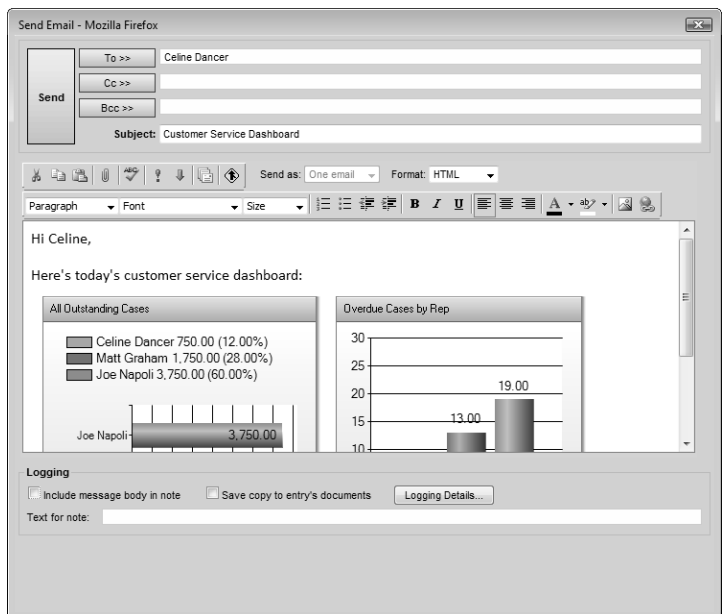 Send Email - Mozilla Firefox
Send
To >>
Celine Dancer
Cc >>
Bcc >>
Subject: Customer Service Dashboard
ABC
Send as: One email
Format: HTML
Paragraph
Font
Size
B I U
A
ab
Hi Celine,
Here's today's customer service dashboard:
All Outstanding Cases
Celine Dancer 750.00 (12.00%)
Matt Graham 1,750.00 (28.00%)
Joe Napoli 3,750.00 (60.00%)
Joe Napoli
3,750.00
Overdue Cases by Rep
30
25
20
15
10
13.00
19.00
Logging
Include message body in note
Save copy to entry's documents
Logging Details...
Text for note: